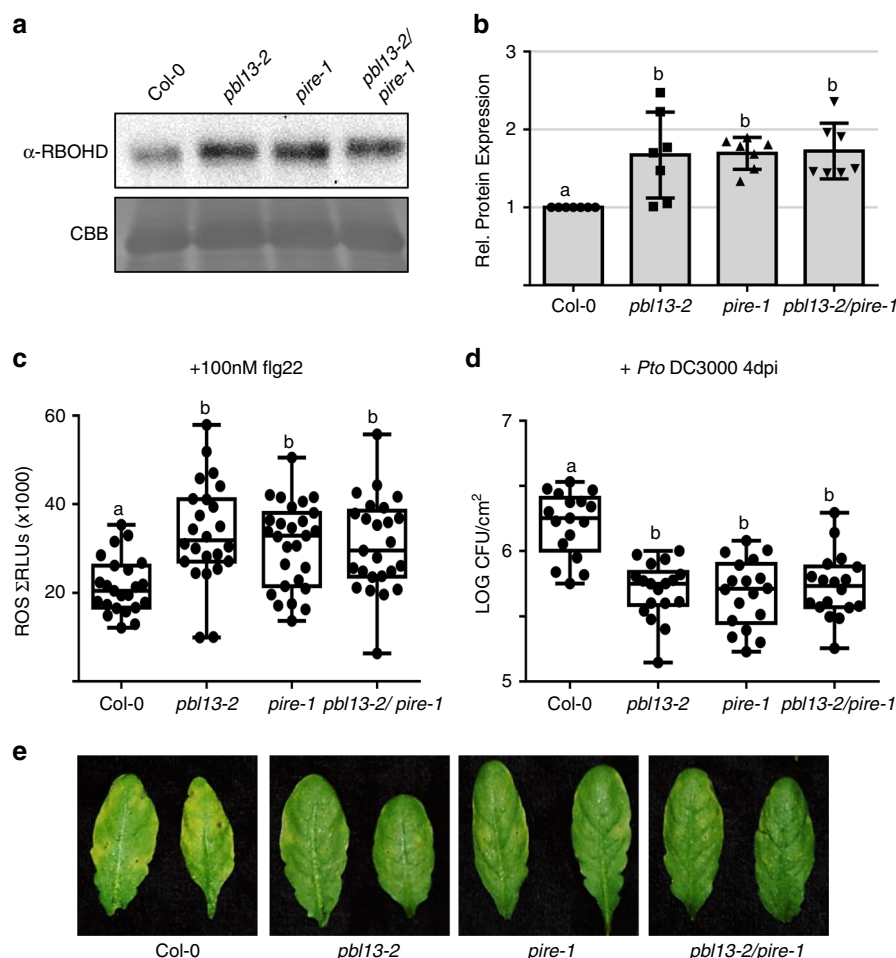 a
Col-0
pbl13-2
pire-1
pbl13-2/
pire-1
α-RBOHD
CBB
b
Rel. Protein Expression
3
2
1
a
b
b
b
Col-0
pbl13-2
pire-1
pbl13-2/pire-1
c
+100nM flg22
ROS ΣRLUs (x1000)
60
40
20
a
b
b
b
Col-0
pbl13-2
pire-1
pbl13-2/ pire-1
d
+ Pto DC3000 4dpi
LOG CFU/cm²
7
6
5
a
b
b
b
Col-0
pbl13-2
pire-1
pbl13-2/pire-1
e
Col-0
pbl13-2
pire-1
pbl13-2/pire-1